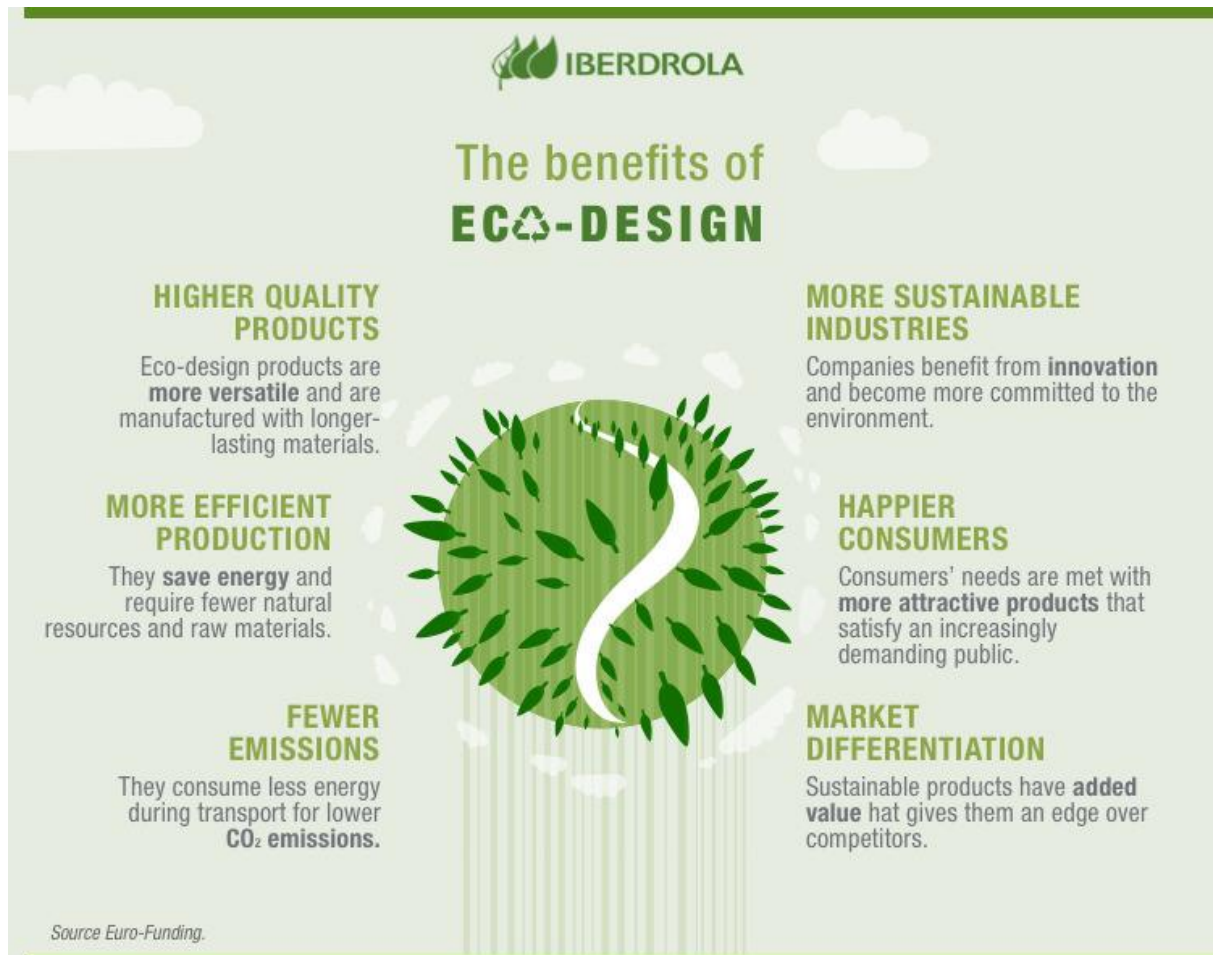 IBERDROLA
The benefits of
ECO-DESIGN
HIGHER QUALITY
PRODUCTS
Eco-design products are
more versatile and are
manufactured with longer-
lasting materials.
MORE EFFICIENT
PRODUCTION
They save energy and
require fewer natural
resources and raw materials.
FEWER
EMISSIONS
They consume less energy
during transport for lower
CO₂ emissions.
MORE SUSTAINABLE
INDUSTRIES
Companies benefit from innovation
and become more committed to the
environment.
HAPPIER
CONSUMERS
Consumers' needs are met with
more attractive products that
satisfy an increasingly
demanding public.
MARKET
DIFFERENTIATION
Sustainable products have added
value hat gives them an edge over
competitors.
Source Euro-Funding.